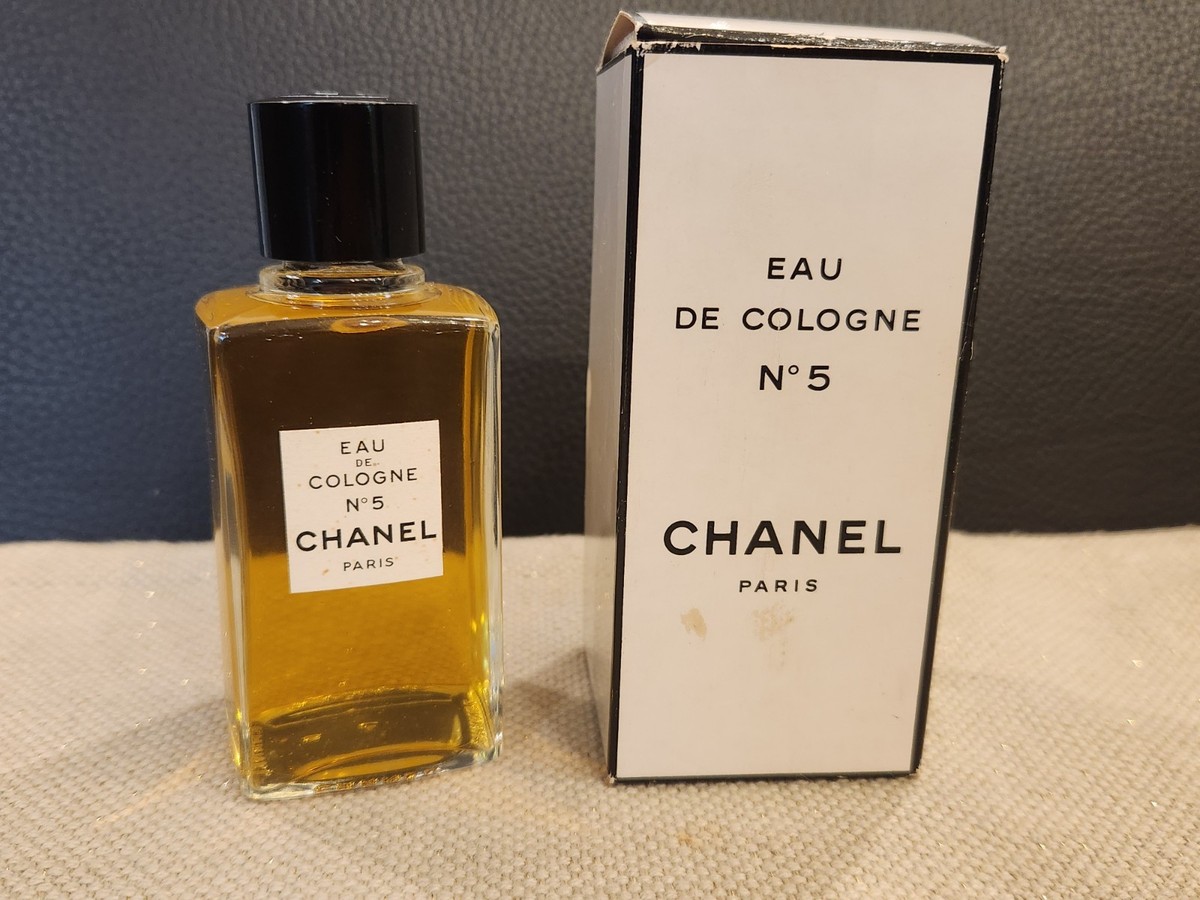 EAU
DE
COLOGNE
N°5
CHANEL
PARIS
EAU
DE COLOGNE
N°5
CHANEL
PARIS